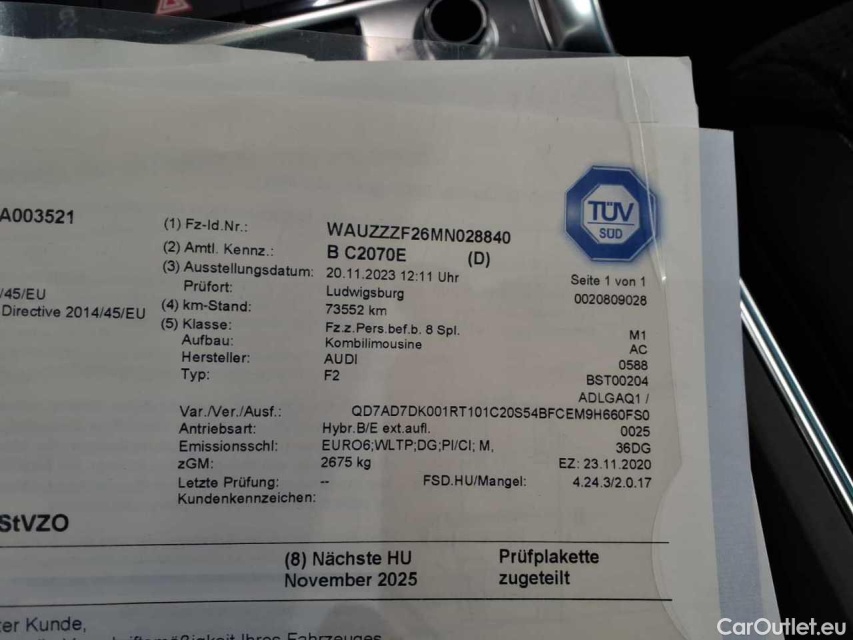 TÜV
SÜD
A003521
(1) Fz-Id.Nr.: WAUZZZF26MN028840
(2) Amtl. Kennz.: B C2070E (D)
(3) Ausstellungsdatum: 20.11.2023 12:11 Uhr
Seite 1 von 1
Prüfort: Ludwigsburg
0020809028
/45/EU
(4) km-Stand: 73552 km
Directive 2014/45/EU
(5) Klasse: Fz.z.Pers.bef.b. 8 Spl. M1
Aufbau: Kombilimousine AC
Hersteller: AUDI 0588
Typ: F2 BST00204
ADLGAQ1 /
Var./Ver./Ausf.: QD7AD7DK001RT101C20S54BFCEM9H660FS0
Antriebsart: Hybr.B/E ext.aufl. 0025
Emissionsschl: EURO6;WLTP;DG;PI/CI; M, 36DG
zGM: 2675 kg EZ: 23.11.2020
Letzte Prüfung: -- FSD.HU/Mangel: 4.24.3/2.0.17
Kundenkennzeichen:
StVZO
(8) Nächste HU Prüfplakette
November 2025 zugeteilt
ter Kunde,
Ihres Fahrzeuges
CarOutlet.eu